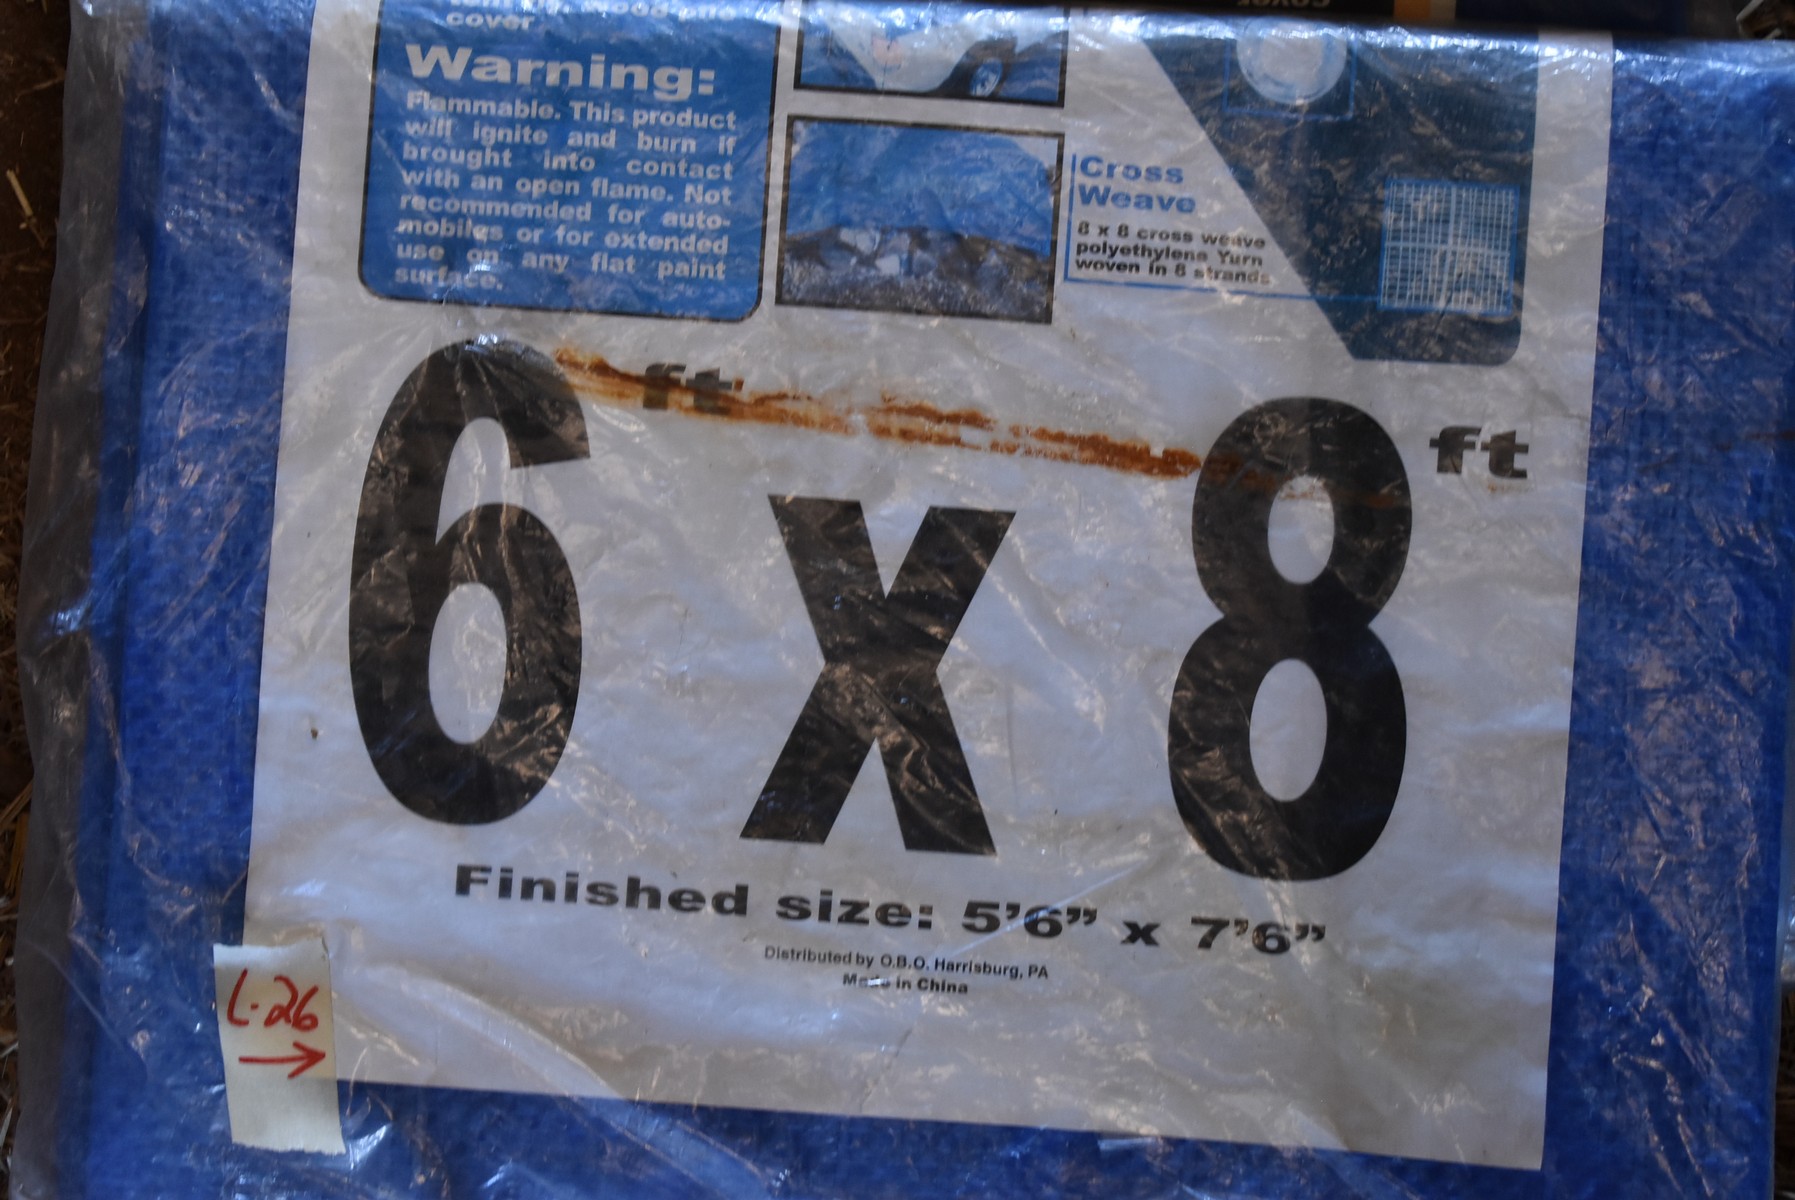 cover
Warning:
Flammable. This product
will ignite and burn if
brought into contact
with an open flame. Not
recommended for auto-
mobiles or for extended
use on any flat paint
surface.
Cross
Weave
8 x 8 cross weave
polyethylene Yurn
woven in 8 strands
6 ft x 8 ft
Finished size: 5'6" x 7'6"
Distributed by O.B.O. Harrisburg, PA
Made in China
L-26
→